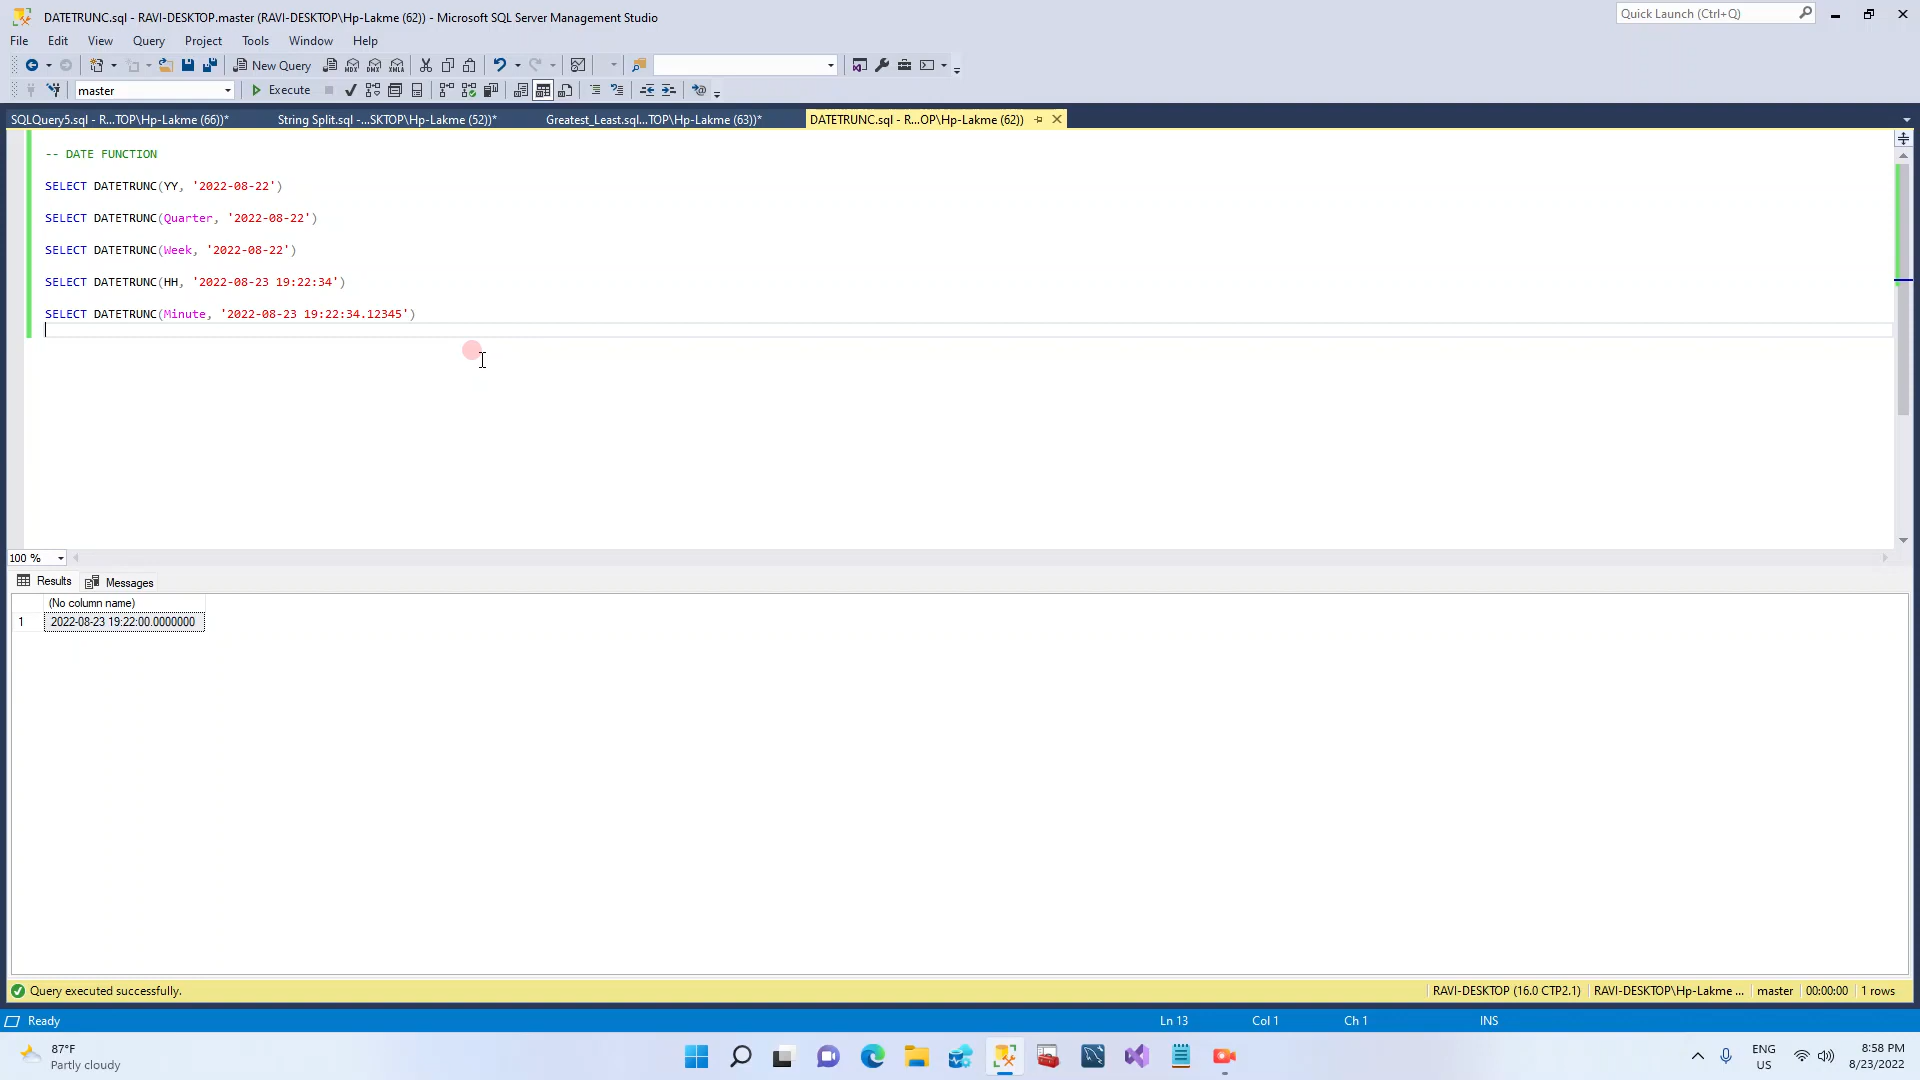 DATETRUNC.sql - RAVI-DESKTOP.master (RAVI-DESKTOP\Hp-Lakme (62)) - Microsoft SQL Server Management Studio
Quick Launch (Ctrl+Q)
File Edit View Query Project Tools Window Help
New Query
master Execute
SQLQuery5.sql - R...TOP\Hp-Lakme (66))* String Split.sql -...SKTOP\Hp-Lakme (52))* Greatest_Least.sql...TOP\Hp-Lakme (63))* DATETRUNC.sql - R...OP\Hp-Lakme (62))
-- DATE FUNCTION
SELECT DATETRUNC(YY, '2022-08-22')
SELECT DATETRUNC(Quarter, '2022-08-22')
SELECT DATETRUNC(Week, '2022-08-22')
SELECT DATETRUNC(HH, '2022-08-23 19:22:34')
SELECT DATETRUNC(Minute, '2022-08-23 19:22:34.12345')
100 %
Results Messages
(No column name)
1 2022-08-23 19:22:00.0000000
Query executed successfully. RAVI-DESKTOP (16.0 CTP2.1) RAVI-DESKTOP\Hp-Lakme ... master 00:00:00 1 rows
Ready Ln 13 Col 1 Ch 1 INS
87°F
Partly cloudy
ENG
US
8:58 PM
8/23/2022